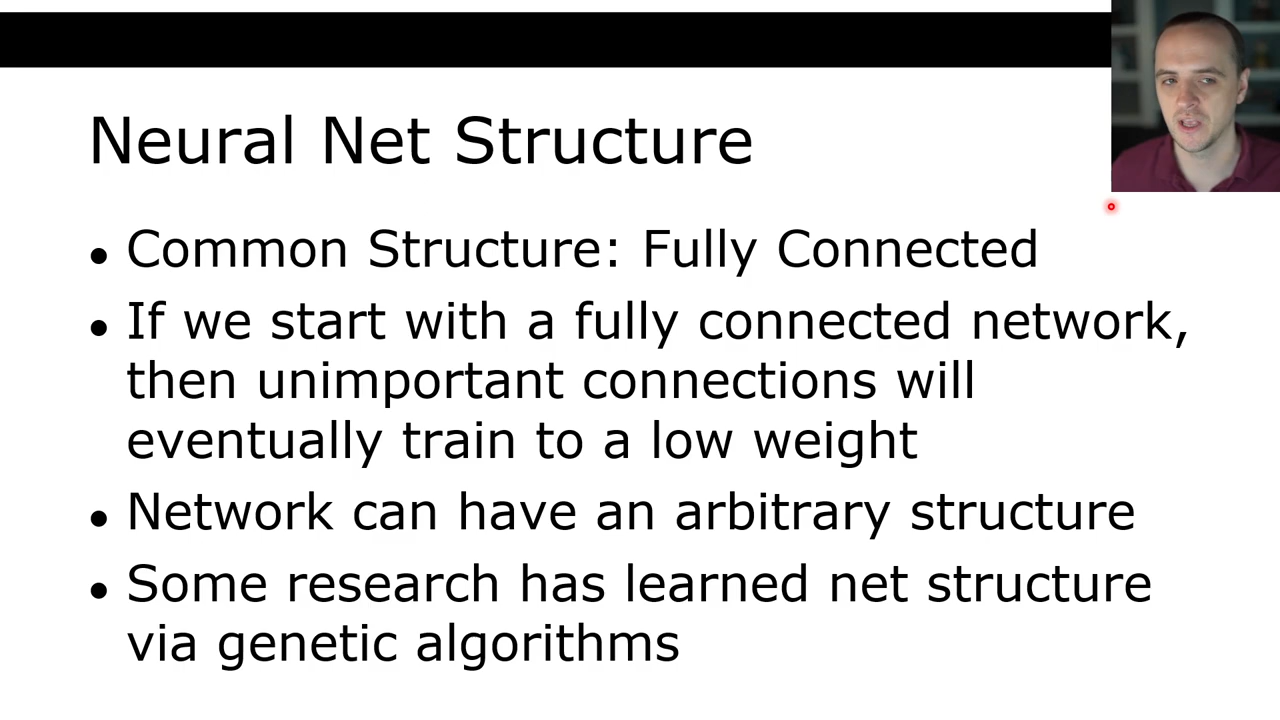 Neural Net Structure
• Common Structure: Fully Connected
• If we start with a fully connected network,
then unimportant connections will
eventually train to a low weight
• Network can have an arbitrary structure
• Some research has learned net structure
via genetic algorithms